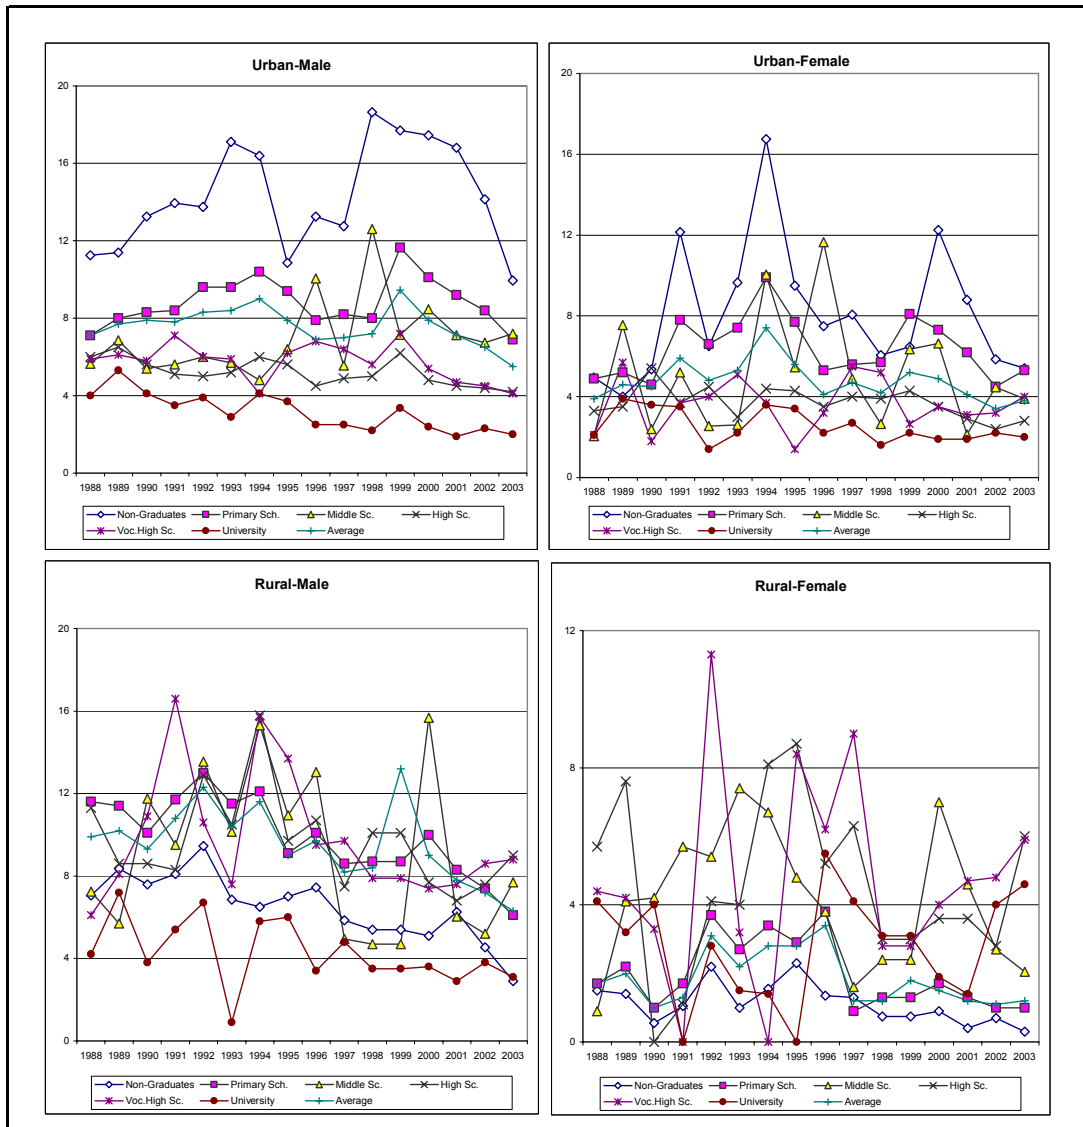 Urban-Male
20
16
12
8
4
0
1988 1989 1990 1991 1992 1993 1994 1995 1996 1997 1998 1999 2000 2001 2002 2003
Non-Graduates Primary Sch. Middle Sc. High Sc.
Voc.High Sc. University Average
Urban-Female
20
16
12
8
4
0
1988 1989 1990 1991 1992 1993 1994 1995 1996 1997 1998 1999 2000 2001 2002 2003
Non-Graduates Primary Sch. Middle Sc. High Sc.
Voc.High Sc. University Average
Rural-Male
20
16
12
8
4
0
1988 1989 1990 1991 1992 1993 1994 1995 1996 1997 1998 1999 2000 2001 2002 2003
Non-Graduates Primary Sch. Middle Sc. High Sc.
Voc.High Sc. University Average
Rural-Female
12
8
4
0
1988 1989 1990 1991 1992 1993 1994 1995 1996 1997 1998 1999 2000 2001 2002 2003
Non-Graduates Primary Sch. Middle Sc. High Sc.
Voc.High Sc. University Average